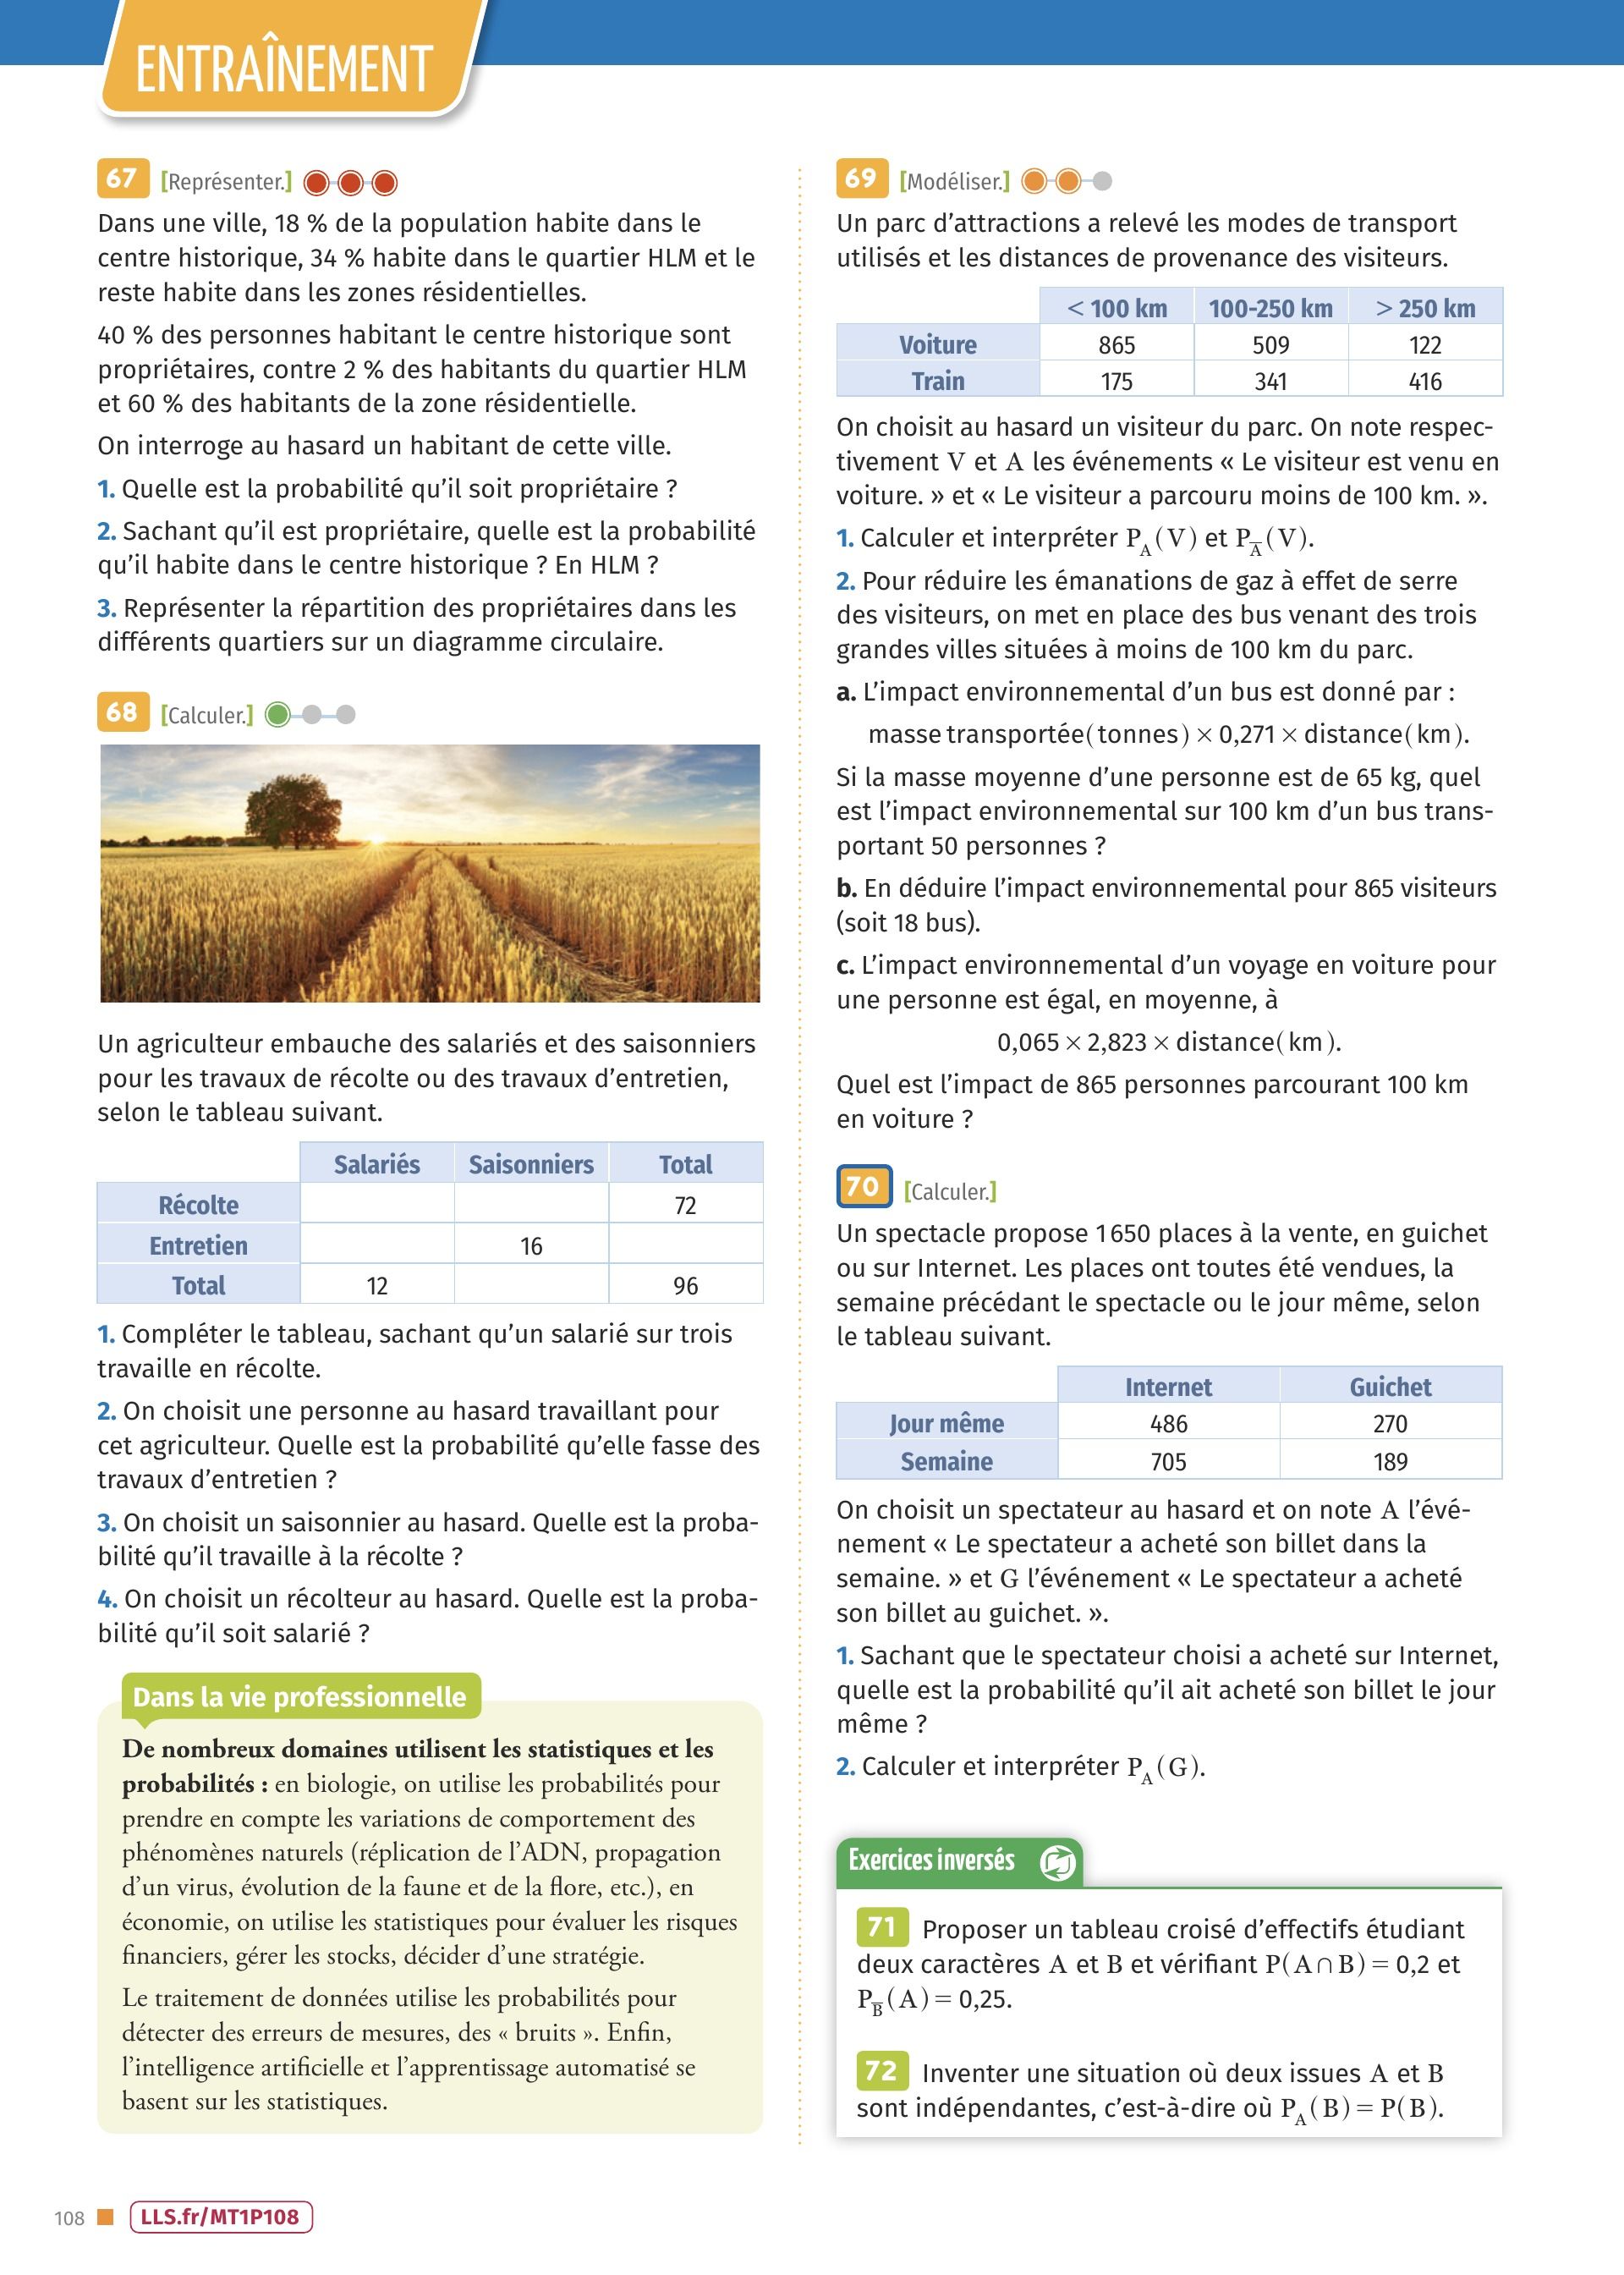 ENTRAÎNEMENT
67 [Représenter.]
Dans une ville, 18 % de la population habite dans le
centre historique, 34 % habite dans le quartier HLM et le
reste habite dans les zones résidentielles.
40 % des personnes habitant le centre historique sont
propriétaires, contre 2 % des habitants du quartier HLM
et 60 % des habitants de la zone résidentielle.
On interroge au hasard un habitant de cette ville.
1. Quelle est la probabilité qu’il soit propriétaire ?
2. Sachant qu’il est propriétaire, quelle est la probabilité
qu’il habite dans le centre historique ? En HLM ?
3. Représenter la répartition des propriétaires dans les
différents quartiers sur un diagramme circulaire.
68 [Calculer.]
Un agriculteur embauche des salariés et des saisonniers
pour les travaux de récolte ou des travaux d’entretien,
selon le tableau suivant.
Salariés Saisonniers Total
Récolte 72
Entretien 16
Total 12 96
1. Compléter le tableau, sachant qu’un salarié sur trois
travaille en récolte.
2. On choisit une personne au hasard travaillant pour
cet agriculteur. Quelle est la probabilité qu’elle fasse des
travaux d’entretien ?
3. On choisit un saisonnier au hasard. Quelle est la proba-
bilité qu’il travaille à la récolte ?
4. On choisit un récolteur au hasard. Quelle est la proba-
bilité qu’il soit salarié ?
Dans la vie professionnelle
De nombreux domaines utilisent les statistiques et les
probabilités : en biologie, on utilise les probabilités pour
prendre en compte les variations de comportement des
phénomènes naturels (réplication de l’ADN, propagation
d’un virus, évolution de la faune et de la flore, etc.), en
économie, on utilise les statistiques pour évaluer les risques
financiers, gérer les stocks, décider d’une stratégie.
Le traitement de données utilise les probabilités pour
détecter des erreurs de mesures, des « bruits ». Enfin,
l’intelligence artificielle et l’apprentissage automatisé se
basent sur les statistiques.
69 [Modéliser.]
Un parc d’attractions a relevé les modes de transport
utilisés et les distances de provenance des visiteurs.
< 100 km 100-250 km > 250 km
Voiture 865 509 122
Train 175 341 416
On choisit au hasard un visiteur du parc. On note respec-
tivement V et A les événements « Le visiteur est venu en
voiture. » et « Le visiteur a parcouru moins de 100 km. ».
1. Calculer et interpréter P_A(V) et P_A̅(V).
2. Pour réduire les émanations de gaz à effet de serre
des visiteurs, on met en place des bus venant des trois
grandes villes situées à moins de 100 km du parc.
a. L’impact environnemental d’un bus est donné par :
masse transportée(tonnes) × 0,271 × distance(km).
Si la masse moyenne d’une personne est de 65 kg, quel
est l’impact environnemental sur 100 km d’un bus trans-
portant 50 personnes ?
b. En déduire l’impact environnemental pour 865 visiteurs
(soit 18 bus).
c. L’impact environnemental d’un voyage en voiture pour
une personne est égal, en moyenne, à
0,065 × 2,823 × distance(km).
Quel est l’impact de 865 personnes parcourant 100 km
en voiture ?
70 [Calculer.]
Un spectacle propose 1 650 places à la vente, en guichet
ou sur Internet. Les places ont toutes été vendues, la
semaine précédant le spectacle ou le jour même, selon
le tableau suivant.
Internet Guichet
Jour même 486 270
Semaine 705 189
On choisit un spectateur au hasard et on note A l’évé-
nement « Le spectateur a acheté son billet dans la
semaine. » et G l’événement « Le spectateur a acheté
son billet au guichet. ».
1. Sachant que le spectateur choisi a acheté sur Internet,
quelle est la probabilité qu’il ait acheté son billet le jour
même ?
2. Calculer et interpréter P_A(G).
Exercices inversés
71 Proposer un tableau croisé d’effectifs étudiant
deux caractères A et B et vérifiant P(A∩B) = 0,2 et
P_B̅(A) = 0,25.
72 Inventer une situation où deux issues A et B
sont indépendantes, c’est-à-dire où P_A(B) = P(B).
108 LLS.fr/MT1P108